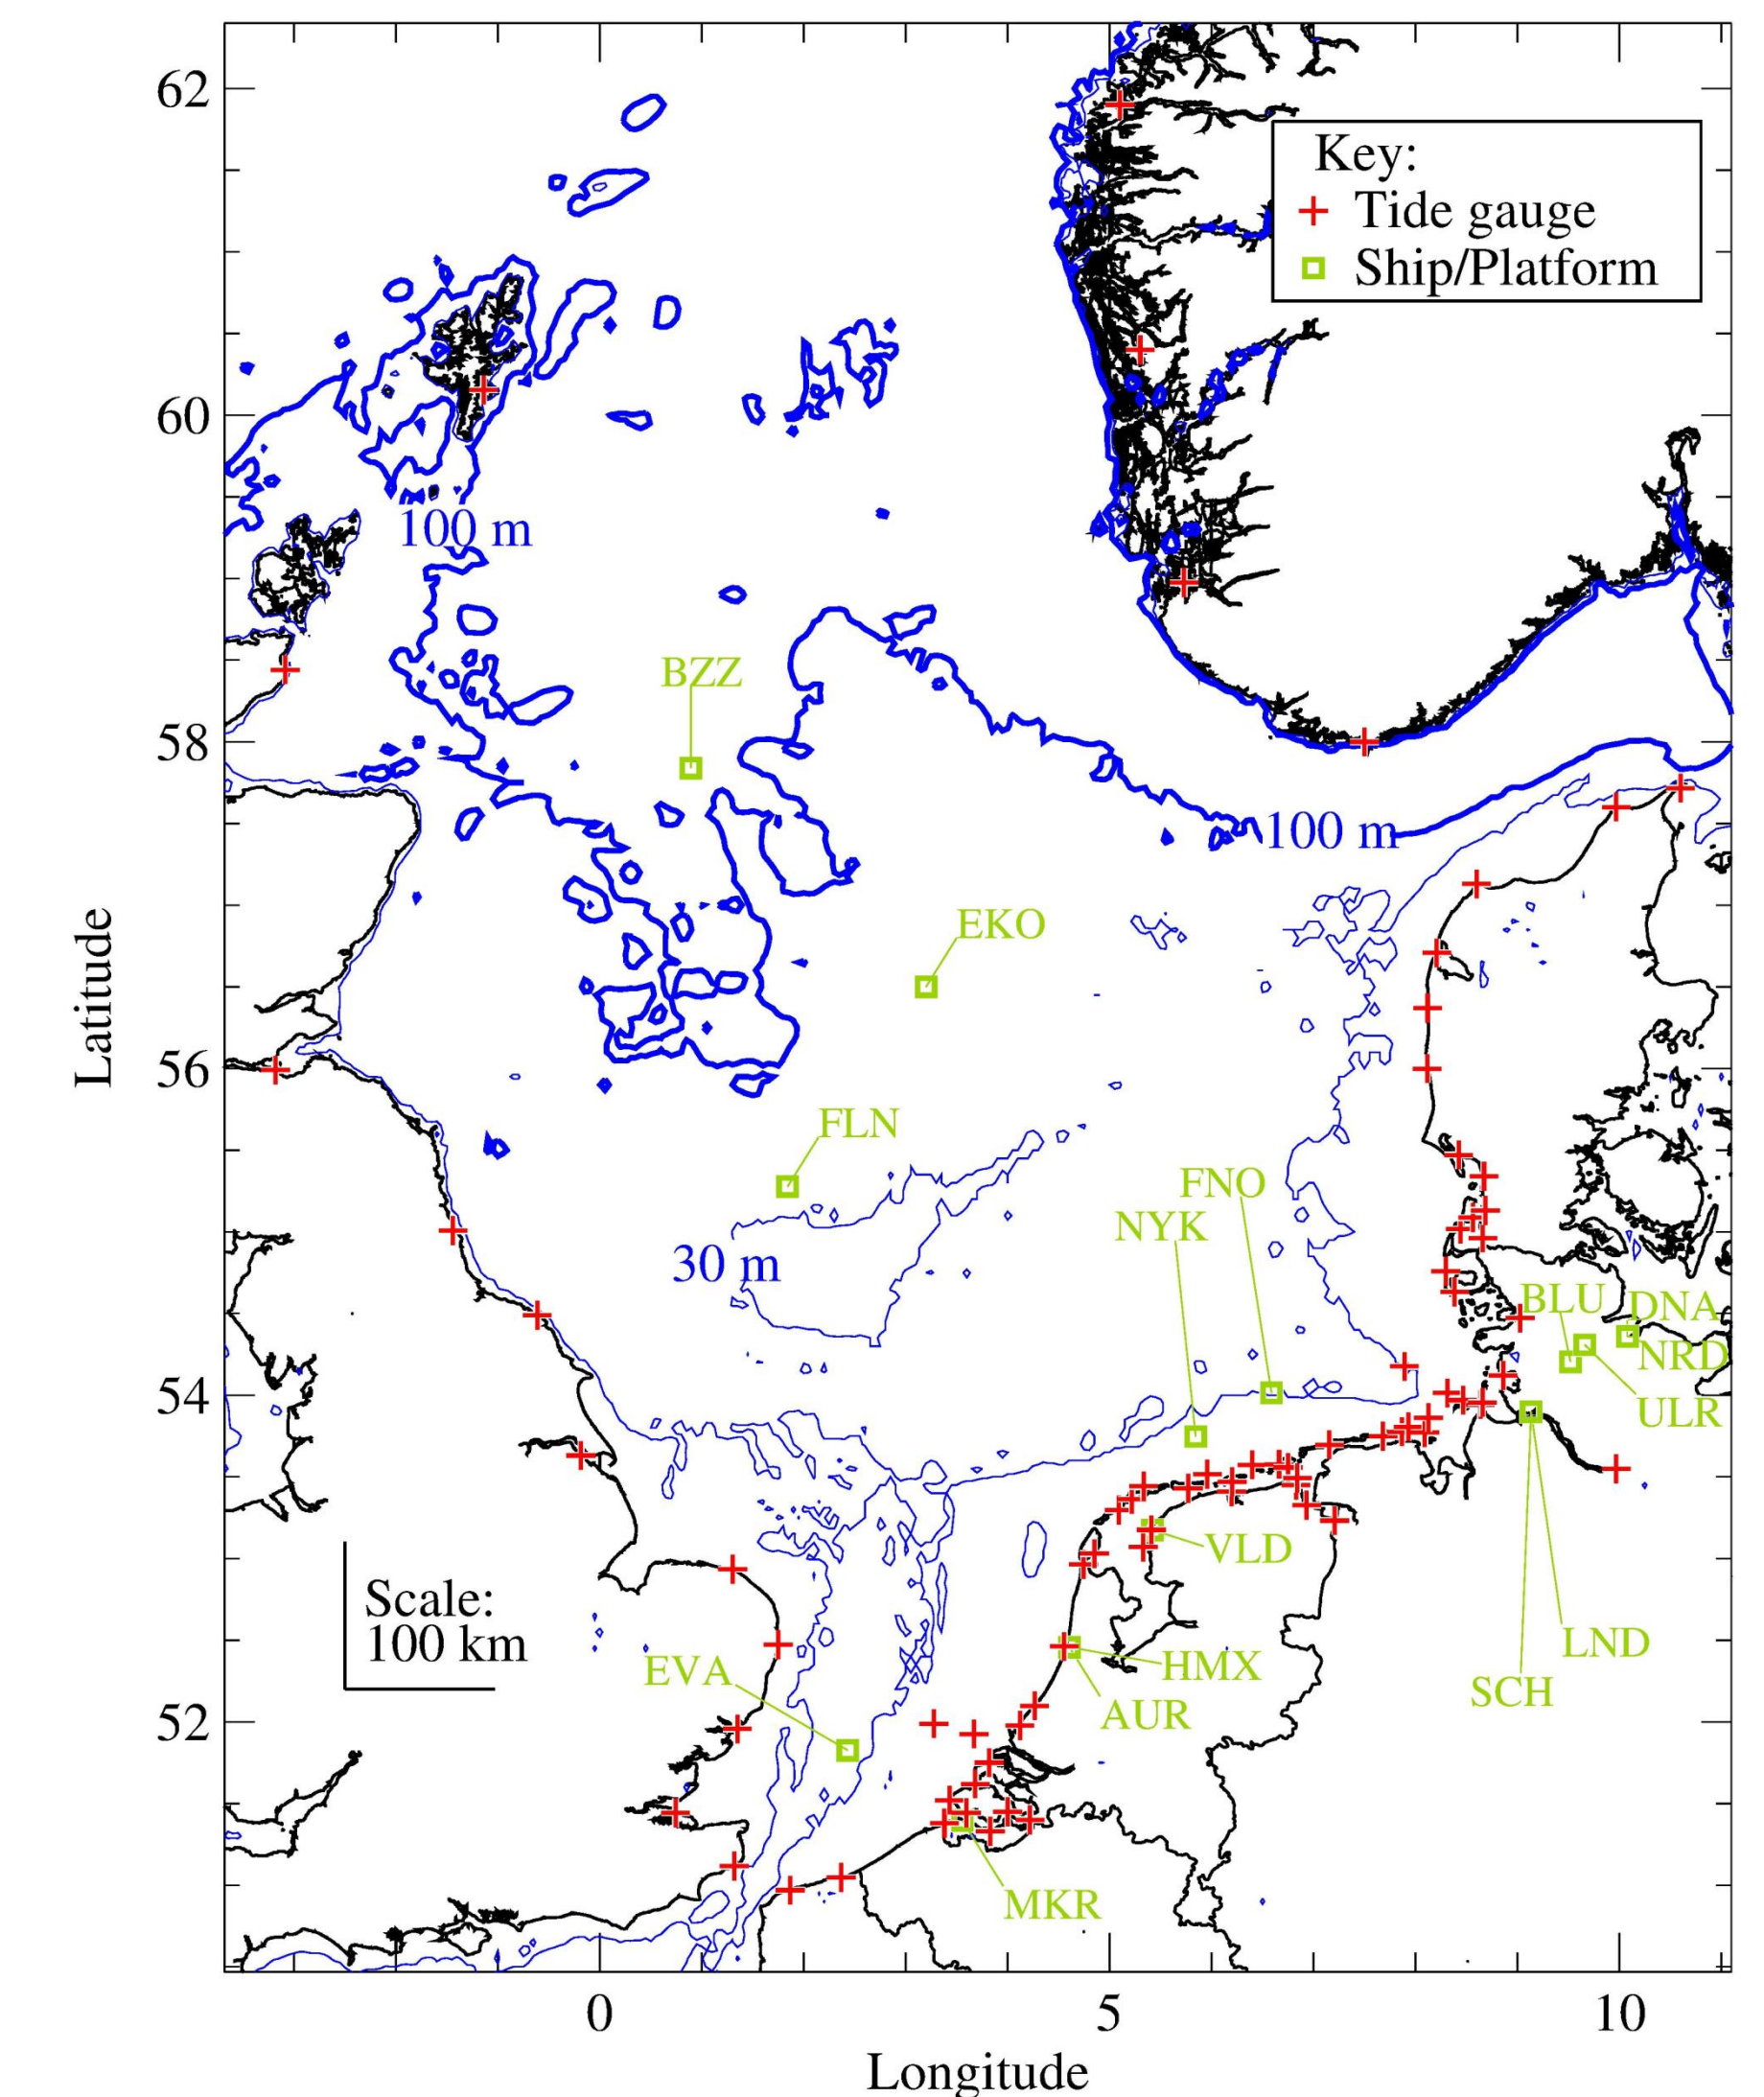 62
60
58
56
54
52
0
5
10
Latitude
Longitude
Key:
Tide gauge
Ship/Platform
100 m
BZZ
100 m
EKO
FLN
30 m
FNO
NYK
BLU
DNA
NRD
ULR
VLD
Scale:
100 km
EVA
HMX
AUR
LND
SCH
MKR